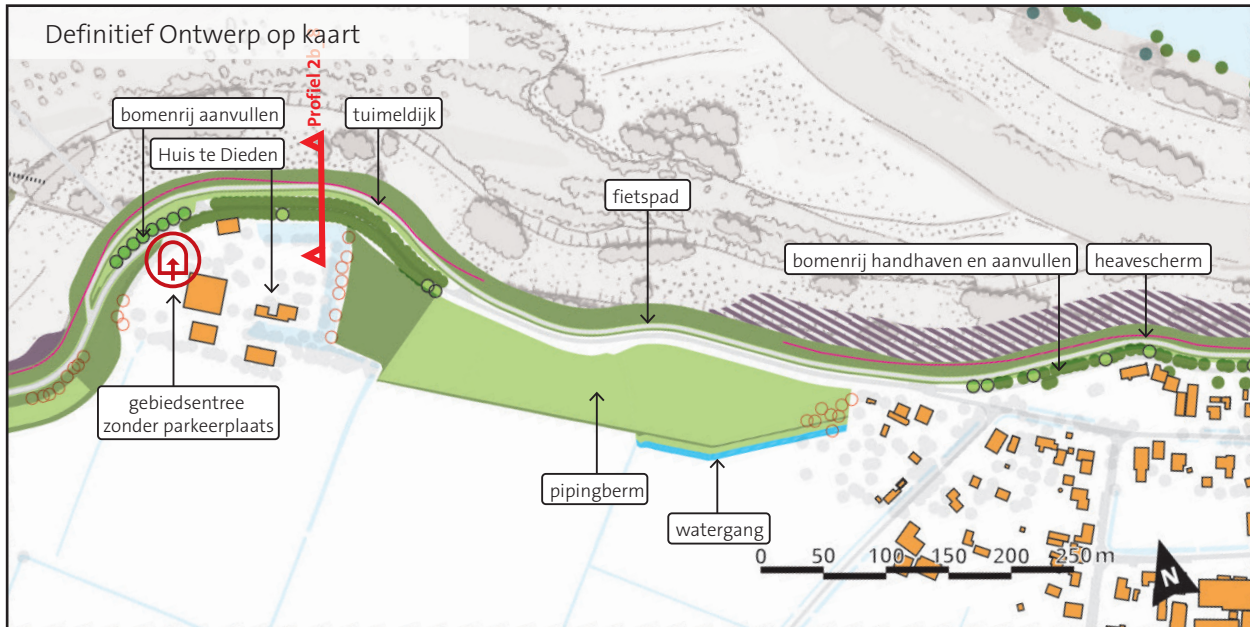 Definitief Ontwerp op kaart
Profiel 2b
bomenrij aanvullen
tuimeldijk
Huis te Dieden
fietspad
bomenrij handhaven en aanvullen
heavescherm
gebiedsentree
zonder parkeerplaats
pipingberm
watergang
0 50 100 150 200 250 m
N